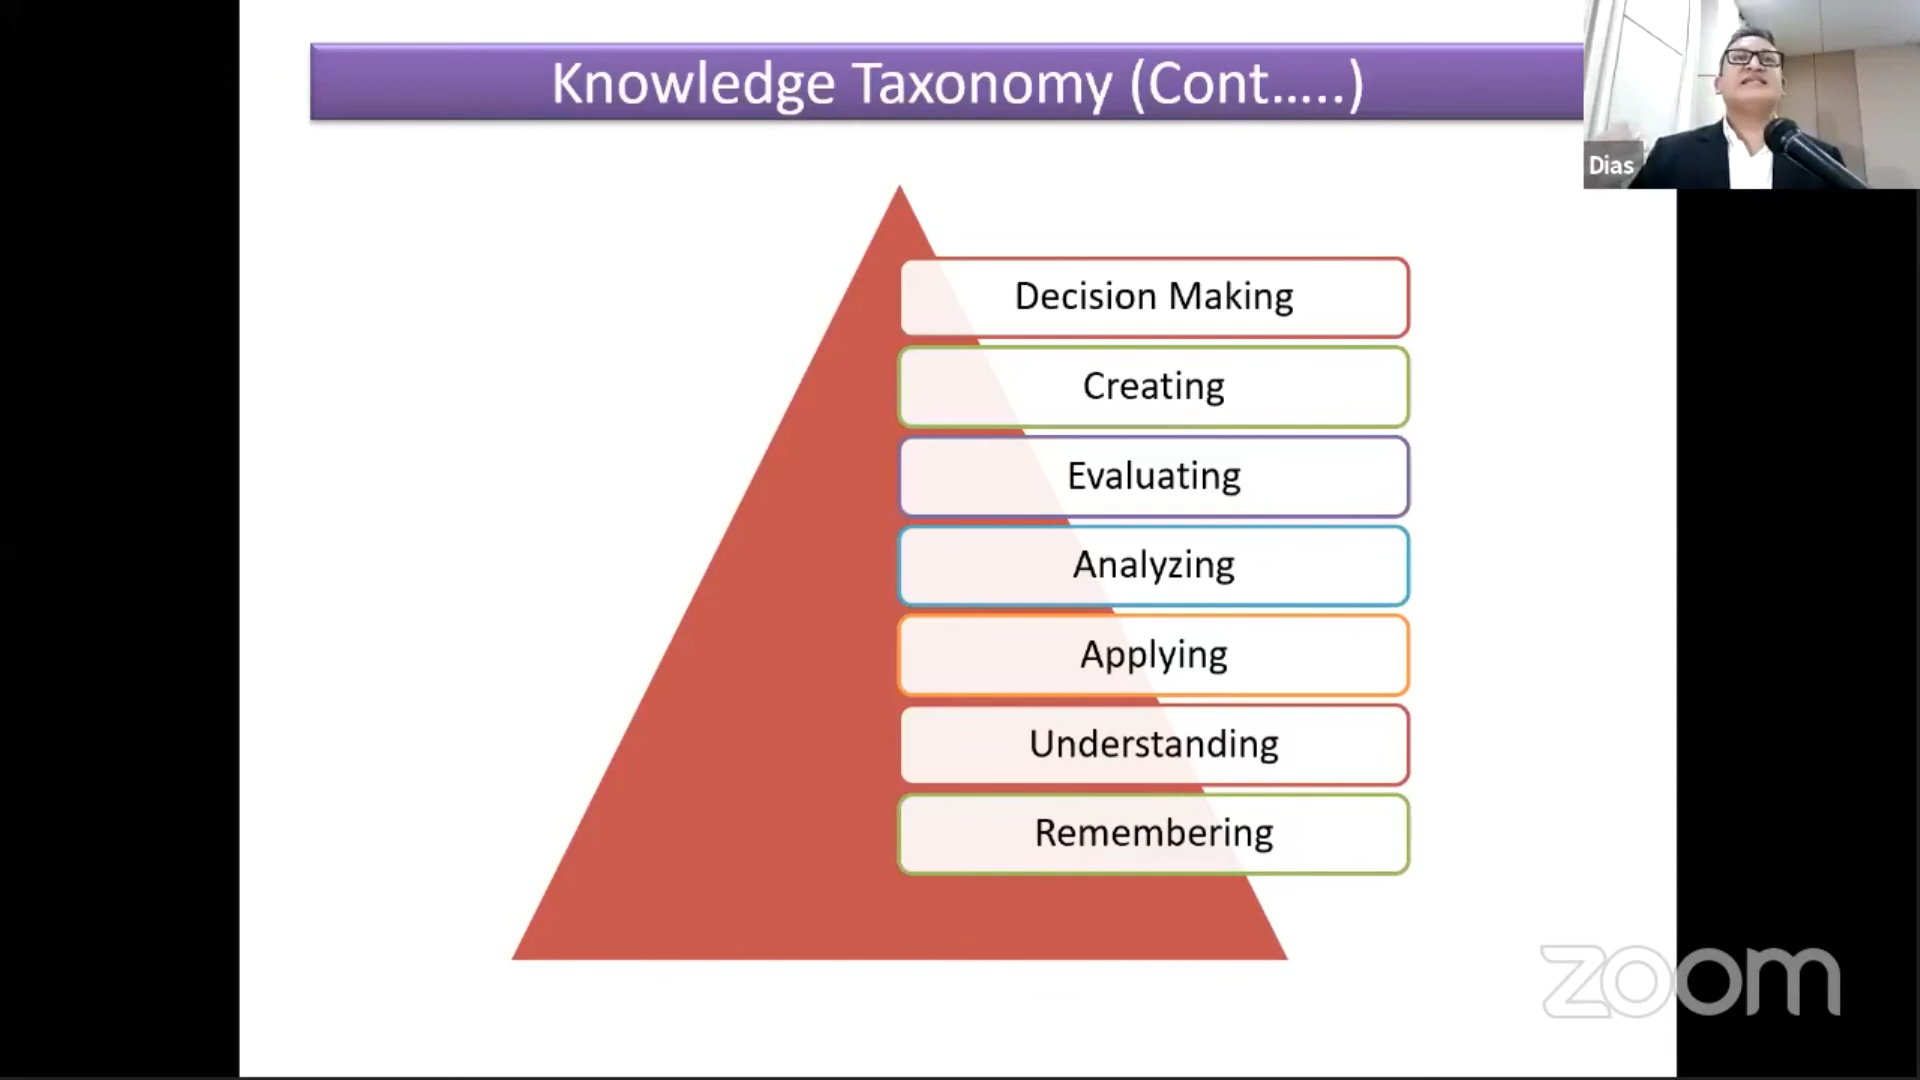 Knowledge Taxonomy (Cont.....)
Dias
Decision Making
Creating
Evaluating
Analyzing
Applying
Understanding
Remembering
zoom